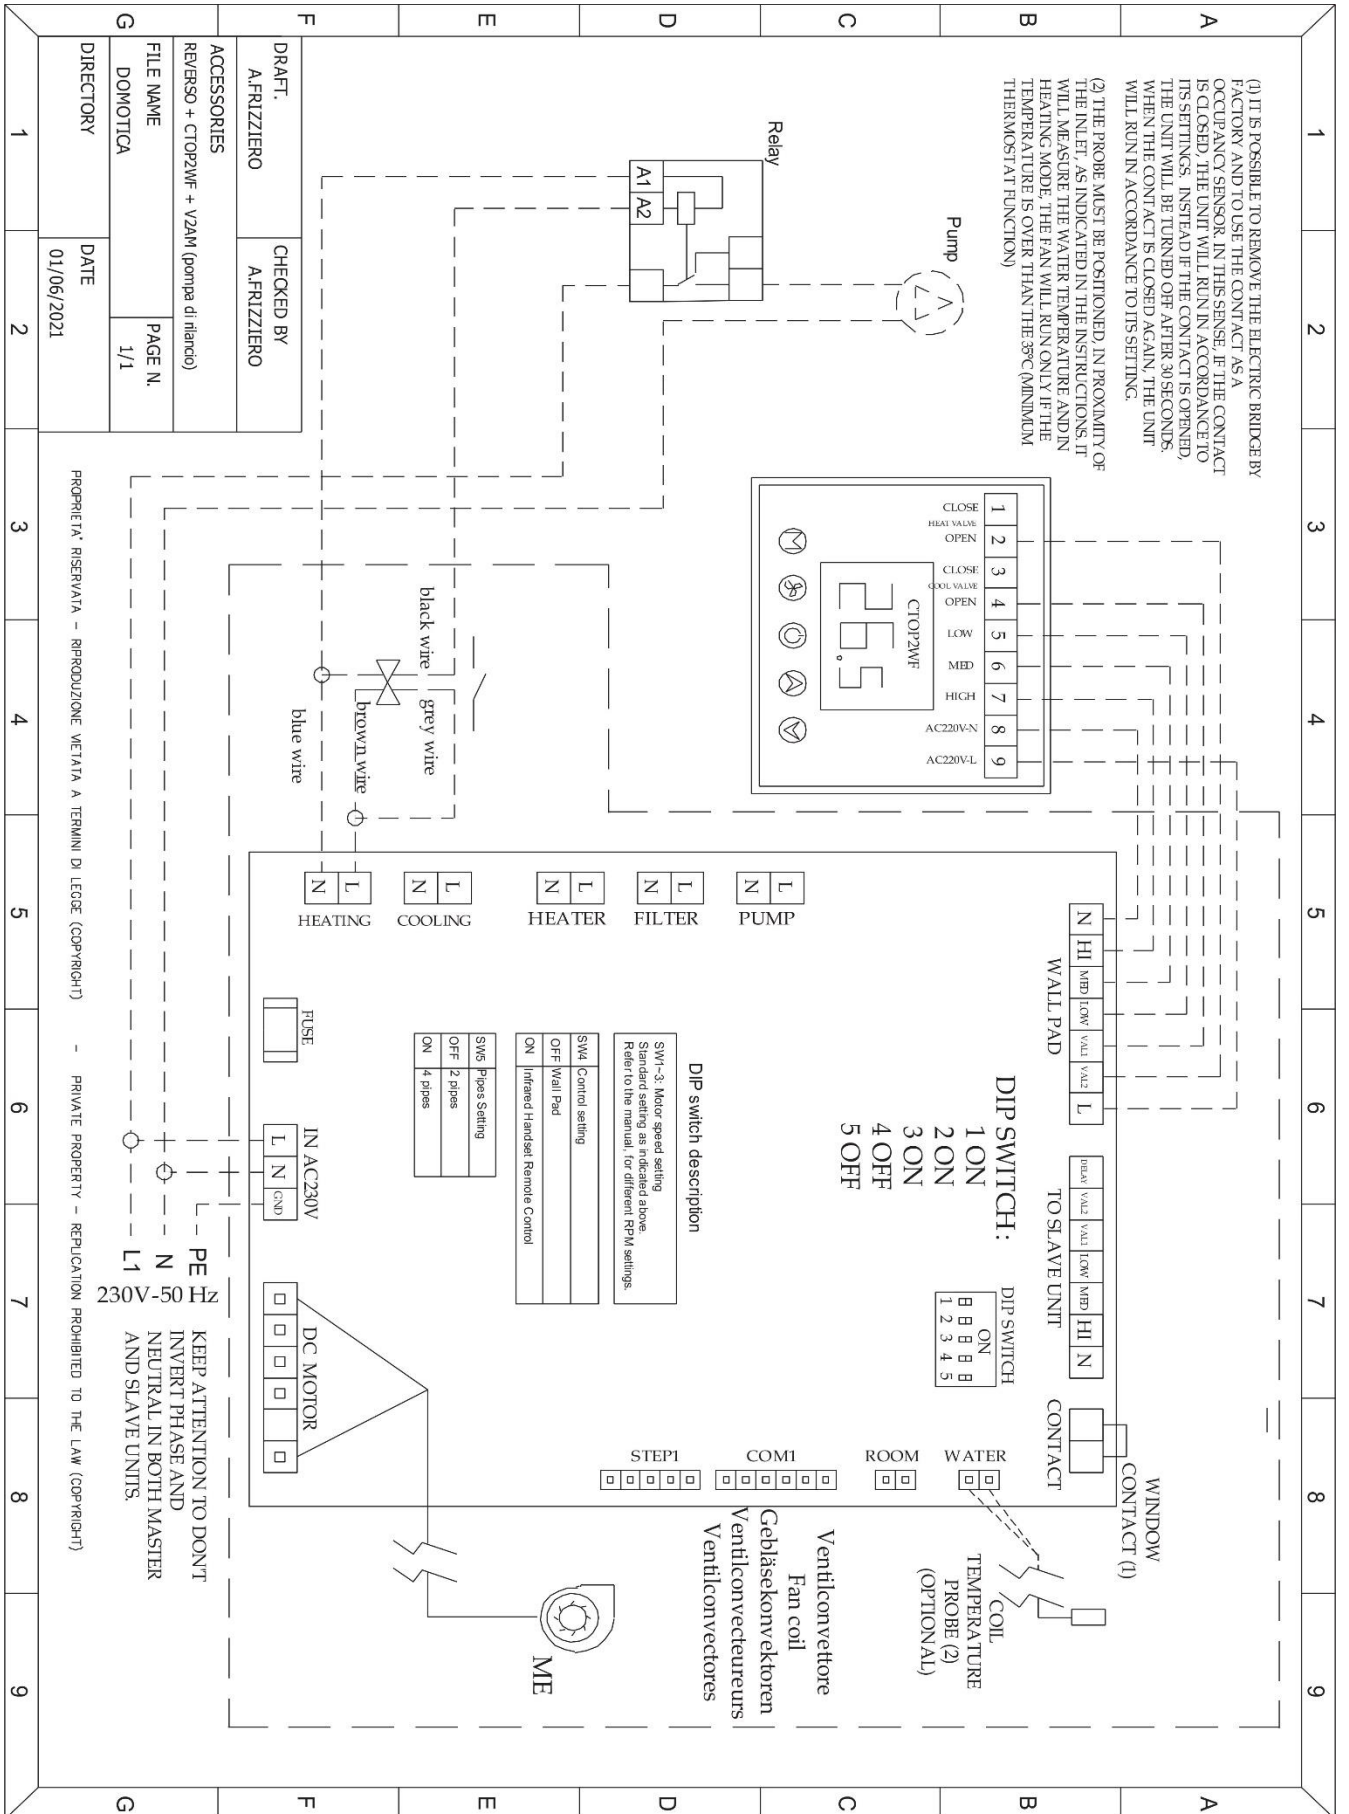 1 2 3 4 5 6 7 8 9
A
B
C
D
E
F
G
(1) IT IS POSSIBLE TO REMOVE THE ELECTRIC BRIDGE BY
FACTORY AND TO USE THE CONTACT AS A
OCCUPANCY SENSOR. IN THIS SENSE, IF THE CONTACT
IS CLOSED, THE UNIT WILL RUN IN ACCORDANCE TO
ITS SETTINGS. INSTEAD IF THE CONTACT IS OPENED,
THE UNIT WILL BE TURNED OFF AFTER 30 SECONDS.
WHEN THE CONTACT IS CLOSED AGAIN, THE UNIT
WILL RUN IN ACCORDANCE TO ITS SETTING.
(2) THE PROBE MUST BE POSITIONED, IN PROXIMITY OF
THE INLET, AS INDICATED IN THE INSTRUCTIONS. IT
WILL MEASURE THE WATER TEMPERATURE AND IN
HEATING MODE, THE FAN WILL RUN ONLY IF THE
TEMPERATURE IS OVER THAN THE 35°C (MINIMUM
THERMOSTAT FUNCTION)
Pump
Relay
A1
A2
1 2 3 4 5 6 7 8 9
CLOSE
HEAT VALVE
OPEN
CLOSE
COOL VALVE
OPEN
LOW
MED
HIGH
AC220V-N
AC220V-L
CTOP2WF
26.5
M
black wire
grey wire
brown wire
blue wire
N HI MED LOW VAL1 VAL2 L
WALL PAD
DELAY VAL2 VAL1 LOW MED HI N
TO SLAVE UNIT
CONTACT
WINDOW
CONTACT (1)
DIP SWITCH :
1 ON
2 ON
3 ON
4 OFF
5 OFF
DIP SWITCH
ON
1 2 3 4 5
WATER
ROOM
COM1
STEP1
COIL
TEMPERATURE
PROBE (2)
(OPTIONAL)
Ventilconvettore
Fan coil
Gebläsekonvektoren
Ventilconvecteureurs
Ventilconvectores
ME
N L
PUMP
N L
FILTER
N L
HEATER
N L
COOLING
N L
HEATING
DIP switch description
SW1~3: Motor speed setting
Standard setting as indicated above.
Refer to the manual, for different RPM settings.
SW4 Control setting
OFF Wall Pad
ON Infrared Handset Remote Control
SW5 Pipes Setting
OFF 2 pipes
ON 4 pipes
FUSE
IN AC230V
L N GND
DC MOTOR
PE
N
L1
230V-50 Hz
KEEP ATTENTION TO DON'T
INVERT PHASE AND
NEUTRAL IN BOTH MASTER
AND SLAVE UNITS.
DRAFT.
A.FRIZZIERO
CHECKED BY
A.FRIZZIERO
ACCESSORIES
REVERSO + CTOP2WF + V2AM (pompa di rilancio)
FILE NAME
DOMOTICA
PAGE N.
1/1
DIRECTORY
DATE
01/06/2021
PROPRIETA' RISERVATA - RIPRODUZIONE VIETATA A TERMINI DI LEGGE (COPYRIGHT) - PRIVATE PROPERTY - REPLICATION PROHIBITED TO THE LAW (COPYRIGHT)
1 2 3 4 5 6 7 8 9
A
B
C
D
E
F
G